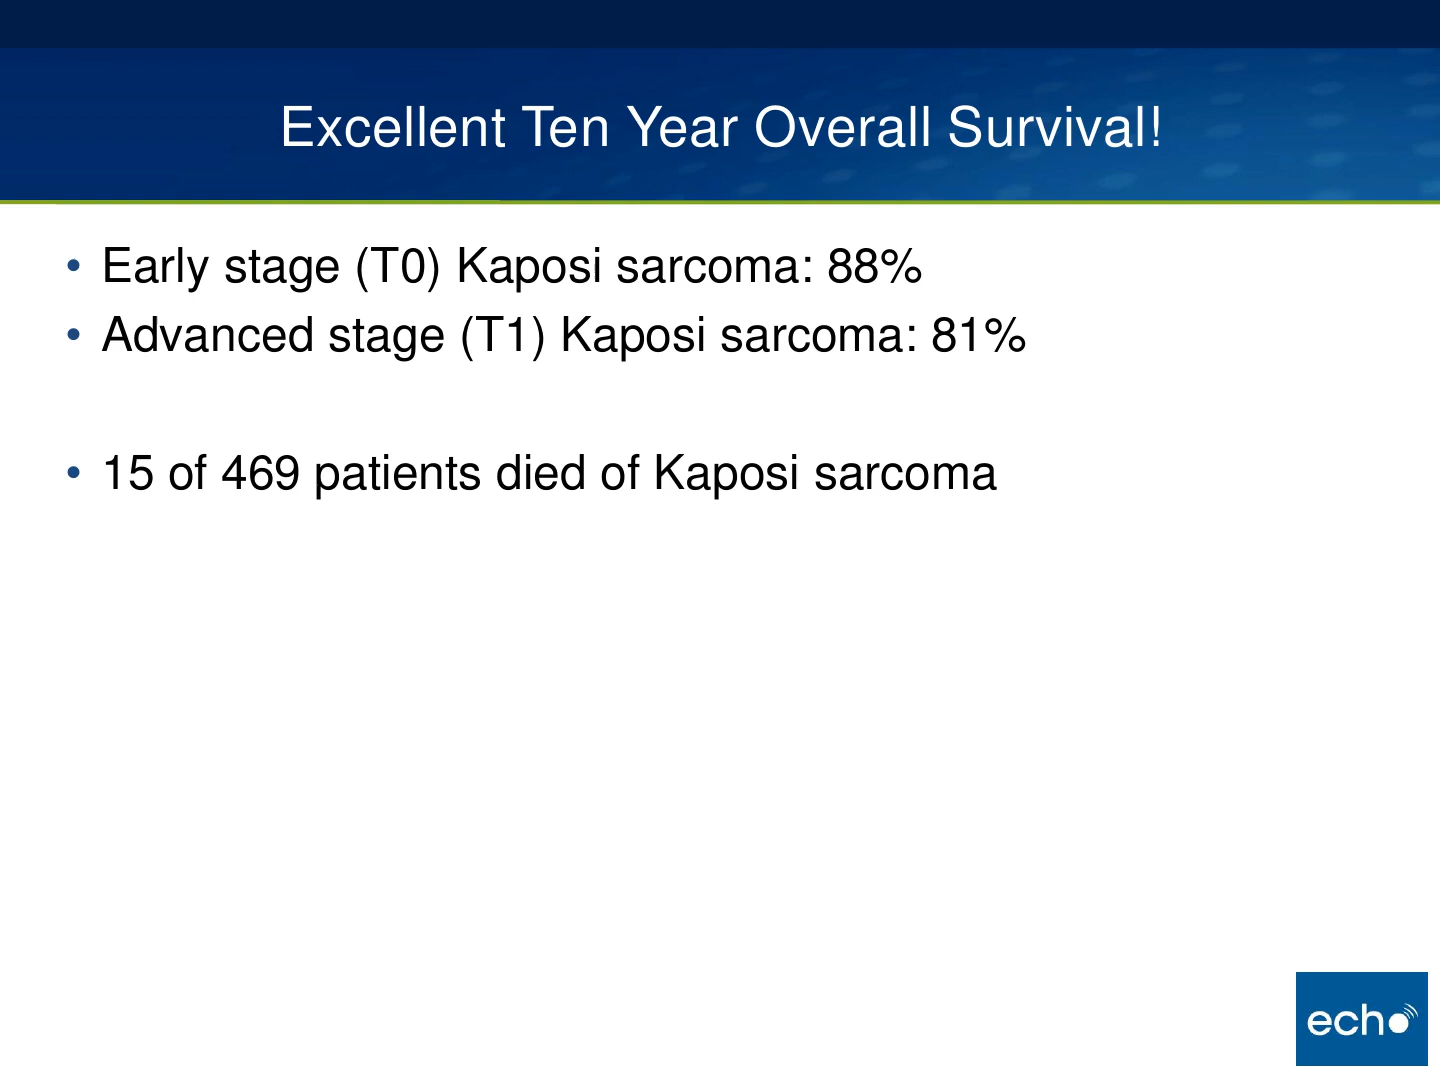 Excellent Ten Year Overall Survival!
• Early stage (T0) Kaposi sarcoma: 88%
• Advanced stage (T1) Kaposi sarcoma: 81%
• 15 of 469 patients died of Kaposi sarcoma
echo